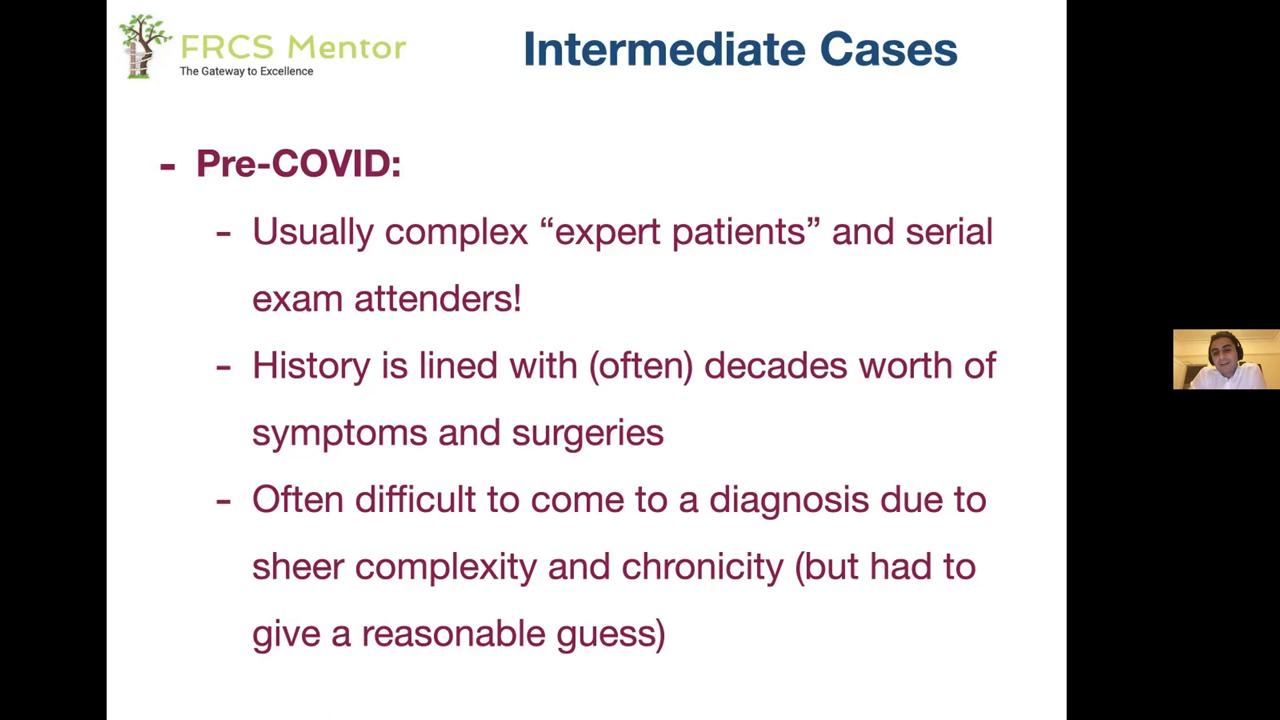 FRCS Mentor
The Gateway to Excellence
Intermediate Cases
- Pre-COVID:
- Usually complex “expert patients” and serial
exam attenders!
- History is lined with (often) decades worth of
symptoms and surgeries
- Often difficult to come to a diagnosis due to
sheer complexity and chronicity (but had to
give a reasonable guess)